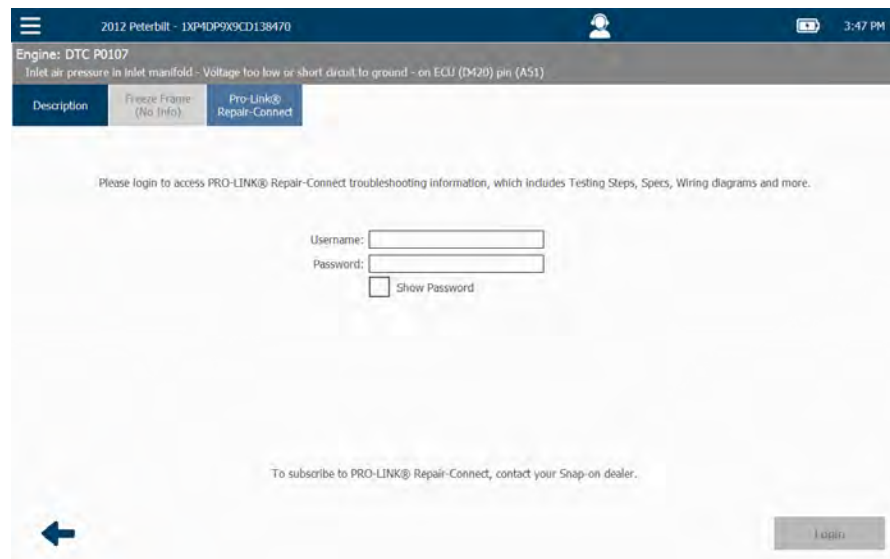 2012 Peterbilt - 1XP4DP9X9CD138470
3:47 PM
Engine: DTC P0107
Inlet air pressure in inlet manifold - Voltage too low or short circuit to ground - on ECU (D420) pin (A51)
Description
Freeze Frame
(No Info)
Pro-Link®
Repair-Connect
Please login to access PRO-LINK® Repair-Connect troubleshooting information, which includes Testing Steps, Specs, Wiring diagrams and more.
Username:
Password:
Show Password
To subscribe to PRO-LINK® Repair-Connect, contact your Snap-on dealer.
Login